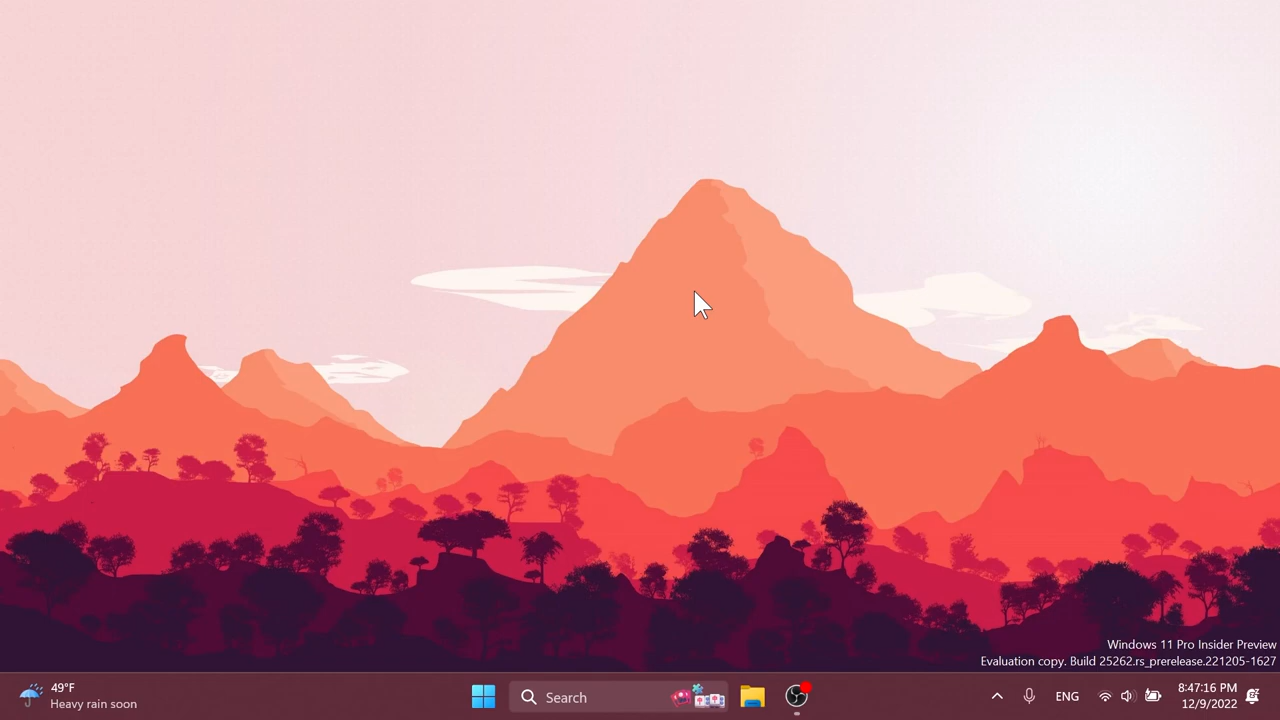 Windows 11 Pro Insider Preview
Evaluation copy. Build 25262.rs_prerelease.221205-1627
49°F
Heavy rain soon
Search
ENG
8:47:16 PM
12/9/2022